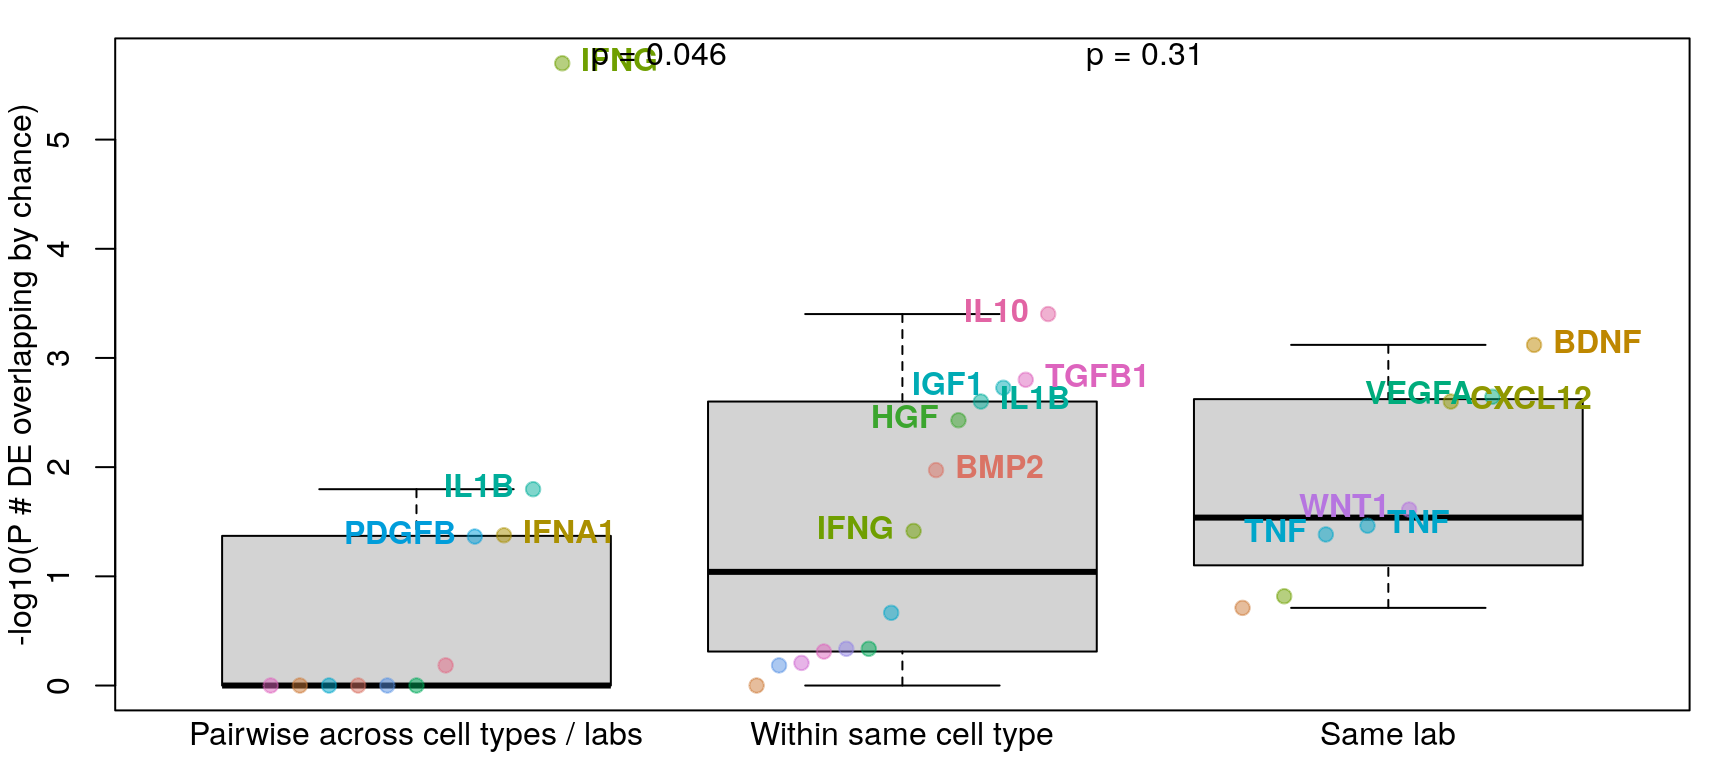 IFNG
p = 0.046
p = 0.31
-log10(P # DE overlapping by chance)
5
4
3
2
1
0
IL10
TGFB1
IGF1
IL1B
HGF
BMP2
IFNG
BDNF
VEGFA
CXCL12
WNT1
TNF
TNF
IL1B
PDGFB
IFNA1
Pairwise across cell types / labs
Within same cell type
Same lab